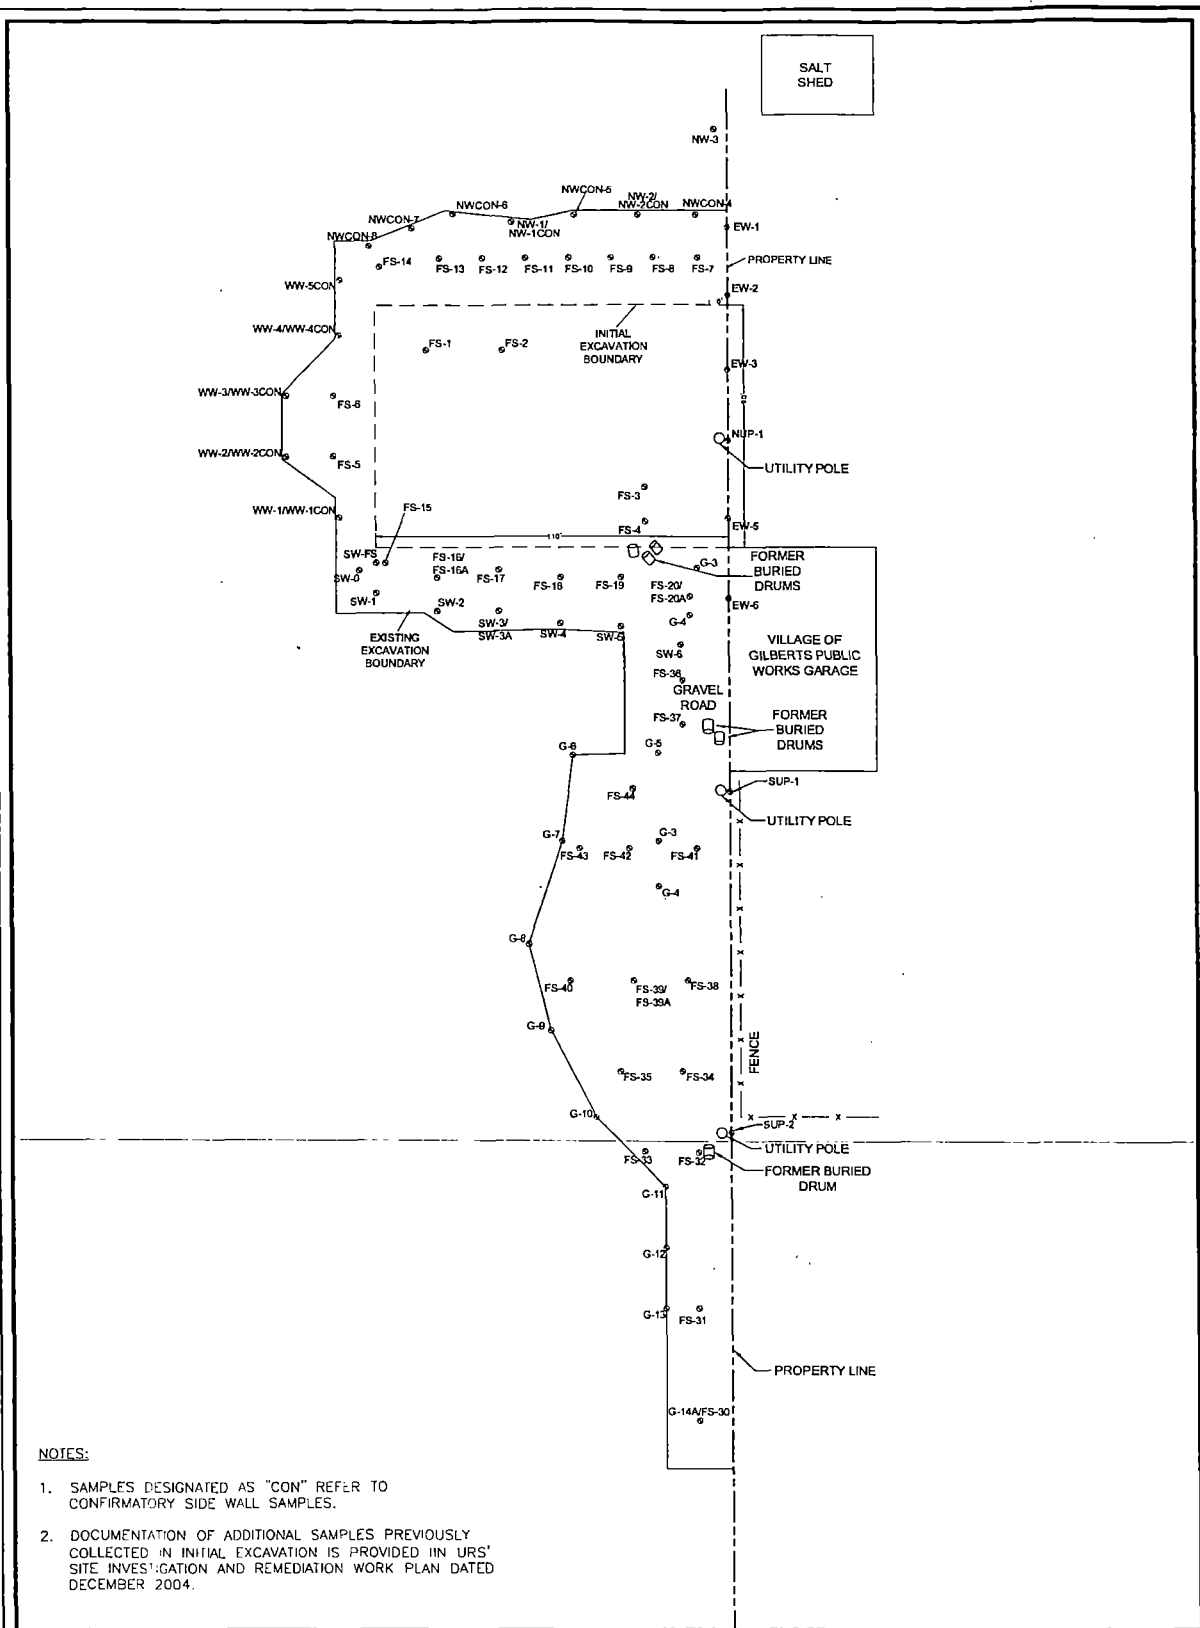 SALT
SHED
NW-3
NWCON-5
NW-2/
NW-2CON
NWCON-4
NWCON-6
NWCON-7
NW-1/
NW-1CON
EW-1
NWCON-8
FS-14
FS-13
FS-12
FS-11
FS-10
FS-9
FS-8
FS-7
PROPERTY LINE
WW-5CON
EW-2
WW-4/WW-4CON
INITIAL
EXCAVATION
BOUNDARY
FS-1
FS-2
EW-3
WW-3/WW-3CON
FS-6
NUP-1
WW-2/WW-2CON
FS-5
UTILITY POLE
FS-3
WW-1/WW-1CON
FS-15
FS-4
EW-5
110'
SW-FS
FS-16/
FS-16A
FS-17
FS-18
FS-19
FS-20/
FS-20A
G-3
FORMER
BURIED
DRUMS
SW-0
SW-1
SW-2
SW-3/
SW-3A
SW-4
SW-5
G-4
EW-6
EXISTING
EXCAVATION
BOUNDARY
SW-6
VILLAGE OF
GILBERTS PUBLIC
WORKS GARAGE
FS-36
GRAVEL
ROAD
FS-37
FORMER
BURIED
DRUMS
G-6
G-5
SUP-1
FS-44
UTILITY POLE
G-7
FS-43
FS-42
G-3
FS-41
G-4
G-8
FS-40
FS-39/
FS-39A
FS-38
G-9
FENCE
FS-35
FS-34
G-10
SUP-2
FS-33
FS-32
UTILITY POLE
FORMER BURIED
DRUM
G-11
G-12
G-13
FS-31
PROPERTY LINE
G-14A/FS-30
NOTES:
1. SAMPLES DESIGNATED AS "CON" REFER TO
CONFIRMATORY SIDE WALL SAMPLES.
2. DOCUMENTATION OF ADDITIONAL SAMPLES PREVIOUSLY
COLLECTED IN INITIAL EXCAVATION IS PROVIDED IIN URS'
SITE INVESTIGATION AND REMEDIATION WORK PLAN DATED
DECEMBER 2004.